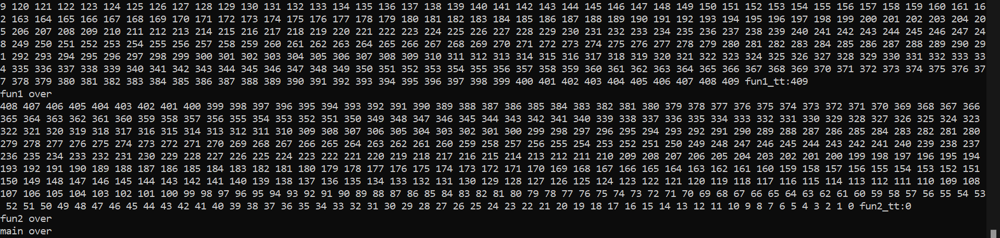 9 120 121 122 123 124 125 126 127 128 129 130 131 132 133 134 135 136 137 138 139 140 141 142 143 144 145 146 147 148 149 150 151 152 153 154 155 156 157 158 159 160 161 16
2 163 164 165 166 167 168 169 170 171 172 173 174 175 176 177 178 179 180 181 182 183 184 185 186 187 188 189 190 191 192 193 194 195 196 197 198 199 200 201 202 203 204 20
5 206 207 208 209 210 211 212 213 214 215 216 217 218 219 220 221 222 223 224 225 226 227 228 229 230 231 232 233 234 235 236 237 238 239 240 241 242 243 244 245 246 247 24
8 249 250 251 252 253 254 255 256 257 258 259 260 261 262 263 264 265 266 267 268 269 270 271 272 273 274 275 276 277 278 279 280 281 282 283 284 285 286 287 288 289 290 29
1 292 293 294 295 296 297 298 299 300 301 302 303 304 305 306 307 308 309 310 311 312 313 314 315 316 317 318 319 320 321 322 323 324 325 326 327 328 329 330 331 332 333 33
4 335 336 337 338 339 340 341 342 343 344 345 346 347 348 349 350 351 352 353 354 355 356 357 358 359 360 361 362 363 364 365 366 367 368 369 370 371 372 373 374 375 376 37
7 378 379 380 381 382 383 384 385 386 387 388 389 390 391 392 393 394 395 396 397 398 399 400 401 402 403 404 405 406 407 408 409 fun1_tt:409
fun1 over
408 407 406 405 404 403 402 401 400 399 398 397 396 395 394 393 392 391 390 389 388 387 386 385 384 383 382 381 380 379 378 377 376 375 374 373 372 371 370 369 368 367 366
365 364 363 362 361 360 359 358 357 356 355 354 353 352 351 350 349 348 347 346 345 344 343 342 341 340 339 338 337 336 335 334 333 332 331 330 329 328 327 326 325 324 323
322 321 320 319 318 317 316 315 314 313 312 311 310 309 308 307 306 305 304 303 302 301 300 299 298 297 296 295 294 293 292 291 290 289 288 287 286 285 284 283 282 281 280
279 278 277 276 275 274 273 272 271 270 269 268 267 266 265 264 263 262 261 260 259 258 257 256 255 254 253 252 251 250 249 248 247 246 245 244 243 242 241 240 239 238 237
236 235 234 233 232 231 230 229 228 227 226 225 224 223 222 221 220 219 218 217 216 215 214 213 212 211 210 209 208 207 206 205 204 203 202 201 200 199 198 197 196 195 194
193 192 191 190 189 188 187 186 185 184 183 182 181 180 179 178 177 176 175 174 173 172 171 170 169 168 167 166 165 164 163 162 161 160 159 158 157 156 155 154 153 152 151
150 149 148 147 146 145 144 143 142 141 140 139 138 137 136 135 134 133 132 131 130 129 128 127 126 125 124 123 122 121 120 119 118 117 116 115 114 113 112 111 110 109 108
107 106 105 104 103 102 101 100 99 98 97 96 95 94 93 92 91 90 89 88 87 86 85 84 83 82 81 80 79 78 77 76 75 74 73 72 71 70 69 68 67 66 65 64 63 62 61 60 59 58 57 56 55 54 53
 52 51 50 49 48 47 46 45 44 43 42 41 40 39 38 37 36 35 34 33 32 31 30 29 28 27 26 25 24 23 22 21 20 19 18 17 16 15 14 13 12 11 10 9 8 7 6 5 4 3 2 1 0 fun2_tt:0
fun2 over
main over